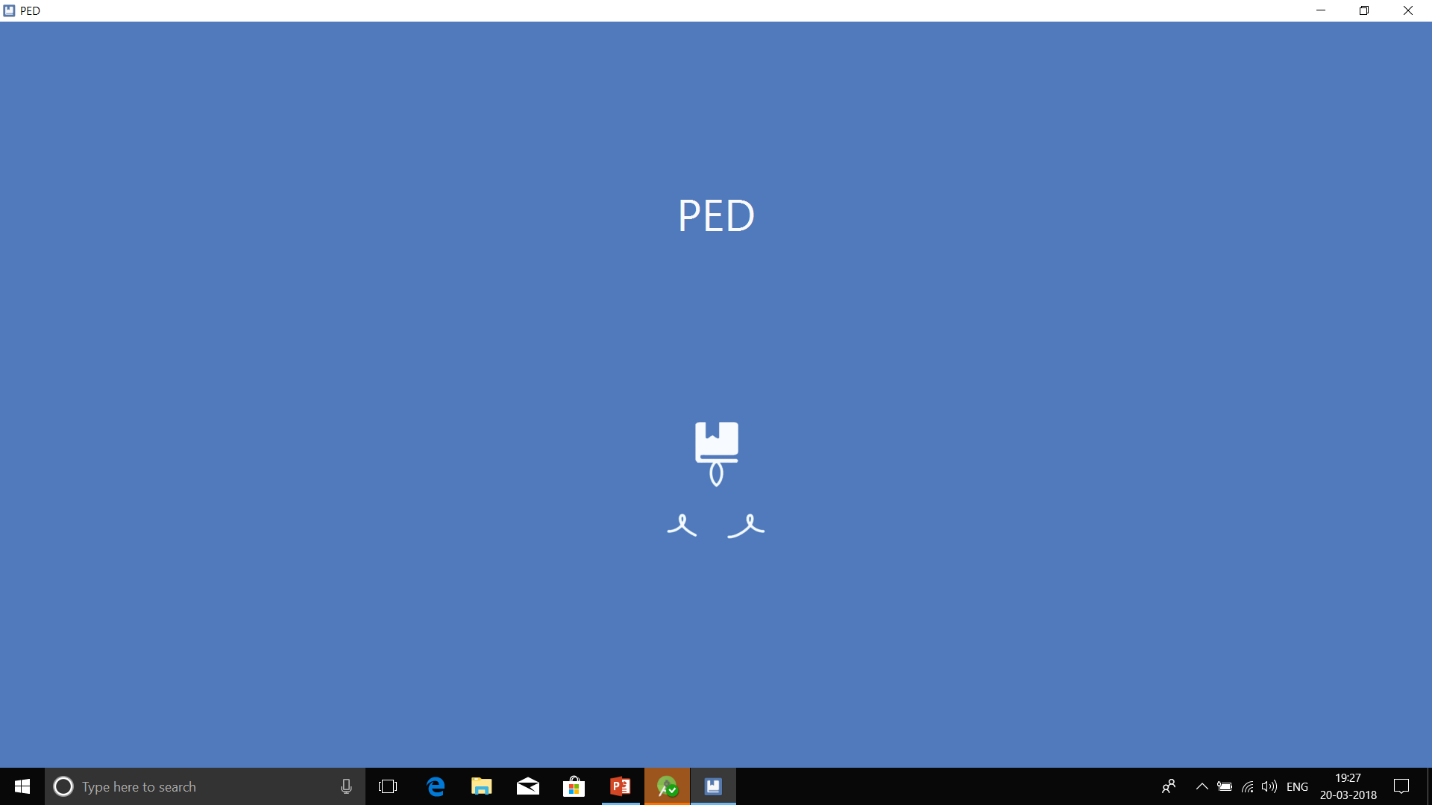 PED
PED
Type here to search
ENG
19:27
20-03-2018